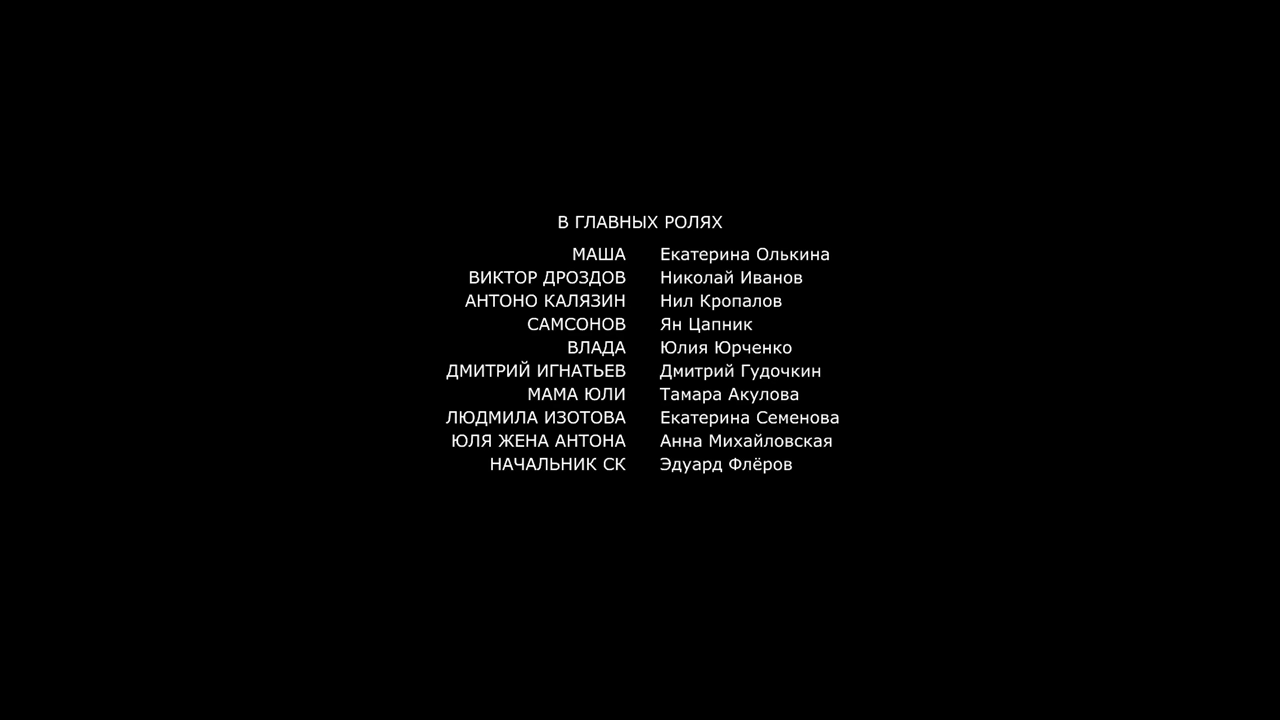 В ГЛАВНЫХ РОЛЯХ
МАША Екатерина Олькина
ВИКТОР ДРОЗДОВ Николай Иванов
АНТОНО КАЛЯЗИН Нил Кропалов
САМСОНОВ Ян Цапник
ВЛАДА Юлия Юрченко
ДМИТРИЙ ИГНАТЬЕВ Дмитрий Гудочкин
МАМА ЮЛИ Тамара Акулова
ЛЮДМИЛА ИЗОТОВА Екатерина Семенова
ЮЛЯ ЖЕНА АНТОНА Анна Михайловская
НАЧАЛЬНИК СК Эдуард Флёров